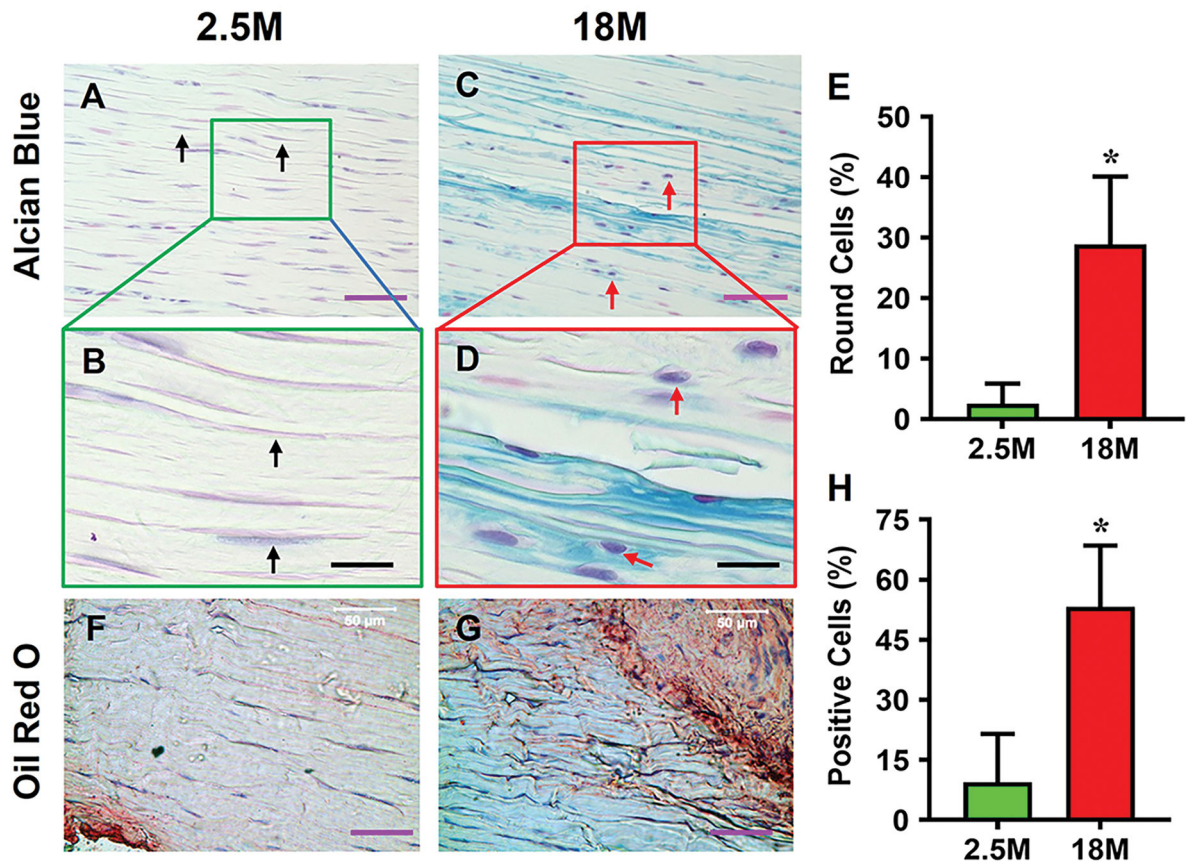 2.5M
18M
Alcian Blue
A
C
B
D
E
Round Cells (%)
50
40
30
20
10
0
*
2.5M
18M
Oil Red O
F
50 µm
G
50 µm
H
Positive Cells (%)
75
60
45
30
15
0
*
2.5M
18M